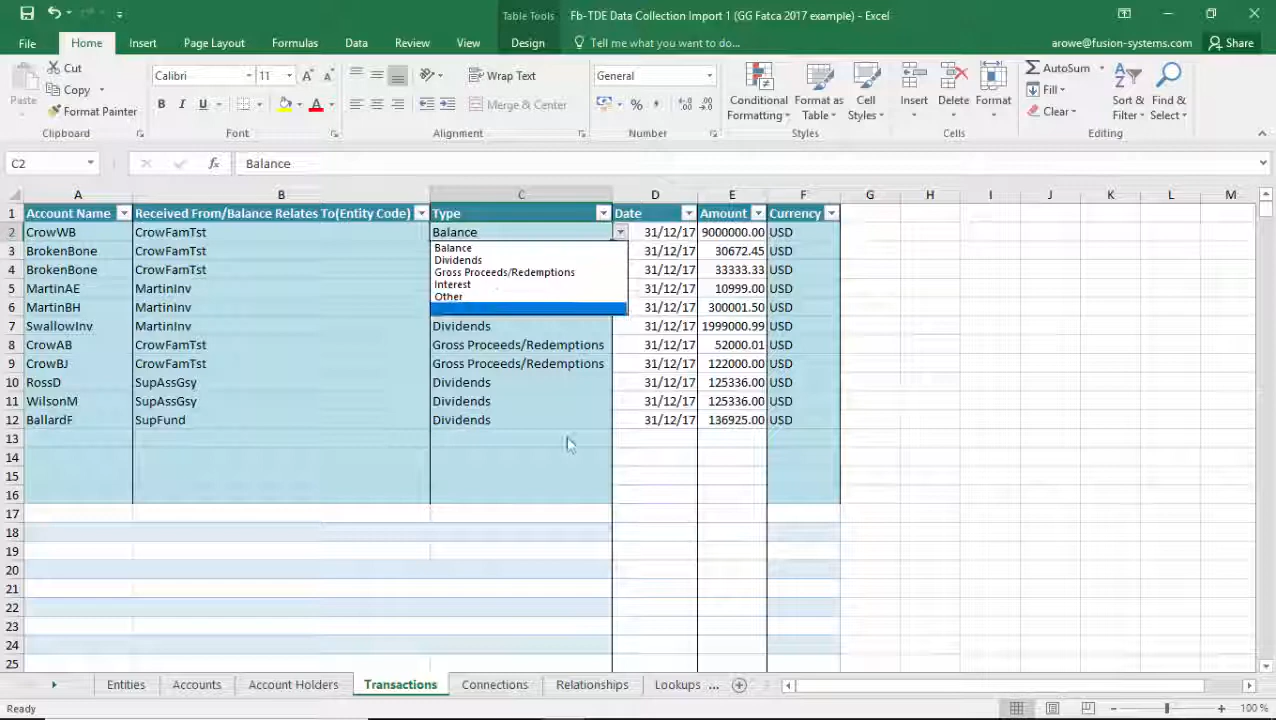 Table Tools
Fb-TDE Data Collection Import 1 (GG Fatca 2017 example) - Excel
File Home Insert Page Layout Formulas Data Review View Design Tell me what you want to do... arowe@fusion-systems.com Share
Paste
Cut
Copy
Format Painter
Clipboard
Calibri 11
B I U
Font
Wrap Text
Merge & Center
Alignment
General
%
Number
Conditional Formatting
Format as Table
Cell Styles
Styles
Insert
Delete
Format
Cells
AutoSum
Fill
Clear
Sort & Filter
Find & Select
Editing
C2 fx Balance
A B C D E F G H I J K L M
1 Account Name Received From/Balance Relates To(Entity Code) Type Date Amount Currency
2 CrowWB CrowFamTst Balance 31/12/17 9000000.00 USD
3 BrokenBone CrowFamTst 31/12/17 30672.45 USD
4 BrokenBone CrowFamTst 31/12/17 33333.33 USD
5 MartinAE MartinInv 31/12/17 10999.00 USD
6 MartinBH MartinInv 31/12/17 300001.50 USD
Balance
Dividends
Gross Proceeds/Redemptions
Interest
Other
7 SwallowInv MartinInv Dividends 31/12/17 1999000.99 USD
8 CrowAB CrowFamTst Gross Proceeds/Redemptions 31/12/17 52000.01 USD
9 CrowBJ CrowFamTst Gross Proceeds/Redemptions 31/12/17 122000.00 USD
10 RossD SupAssGsy Dividends 31/12/17 125336.00 USD
11 WilsonM SupAssGsy Dividends 31/12/17 125336.00 USD
12 BallardF SupFund Dividends 31/12/17 136925.00 USD
13
14
15
16
17
18
19
20
21
22
23
24
25
Entities Accounts Account Holders Transactions Connections Relationships Lookups ...
Ready
100 %